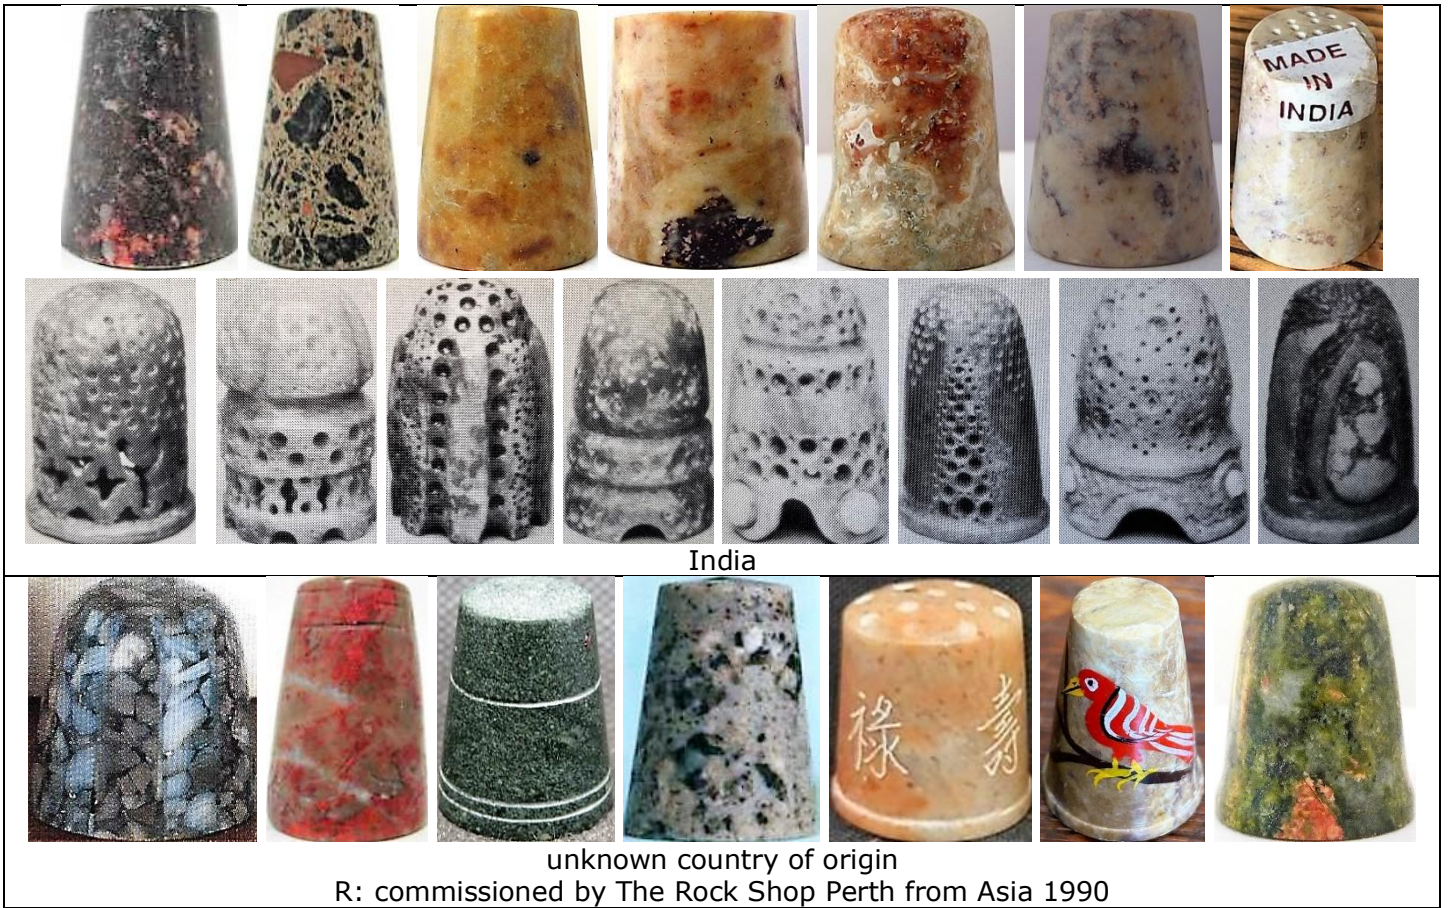 MADE
IN
INDIA
India
祿 壽
unknown country of origin
R: commissioned by The Rock Shop Perth from Asia 1990